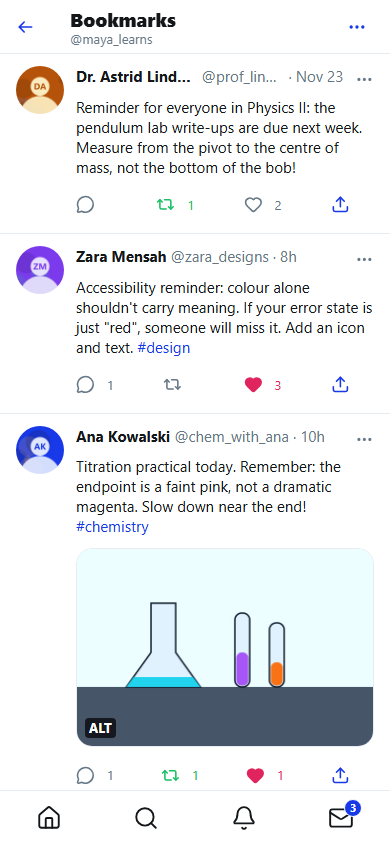 Bookmarks
@maya_learns
DA
Dr. Astrid Lind... @prof_lin... · Nov 23
Reminder for everyone in Physics II: the
pendulum lab write-ups are due next week.
Measure from the pivot to the centre of
mass, not the bottom of the bob!
1 2
ZM
Zara Mensah @zara_designs · 8h
Accessibility reminder: colour alone
shouldn't carry meaning. If your error state is
just "red", someone will miss it. Add an icon
and text. #design
1 3
AK
Ana Kowalski @chem_with_ana · 10h
Titration practical today. Remember: the
endpoint is a faint pink, not a dramatic
magenta. Slow down near the end!
#chemistry
ALT
1 1 1
3